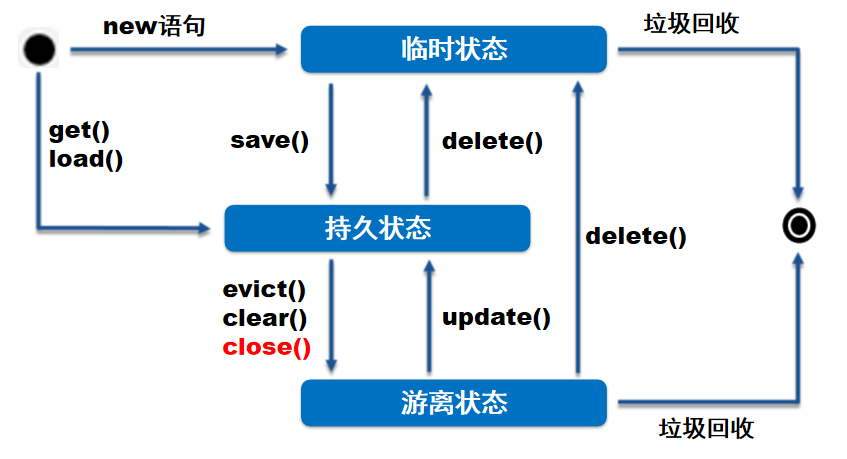 new语句
临时状态
垃圾回收
get()
load()
save()
delete()
持久状态
delete()
evict()
clear()
close()
update()
游离状态
垃圾回收